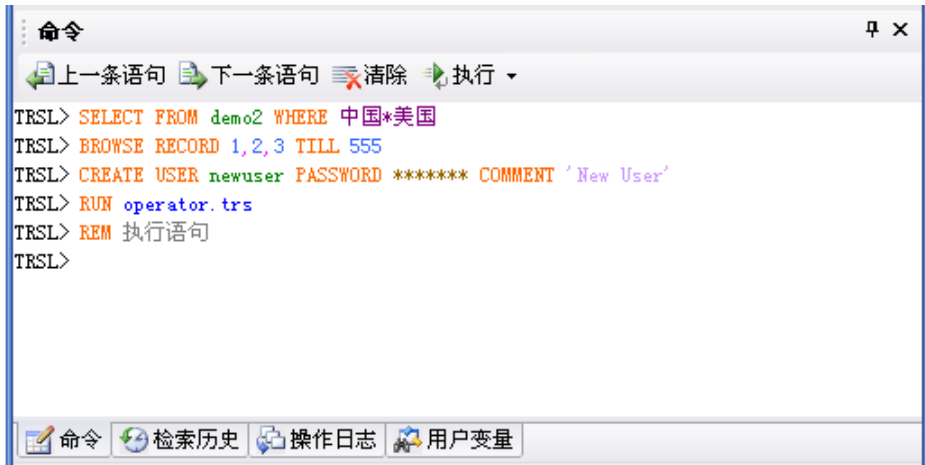 命令
上一条语句 下一条语句 清除 执行
TRSL> SELECT FROM demo2 WHERE 中国*美国
TRSL> BROWSE RECORD 1,2,3 TILL 555
TRSL> CREATE USER newuser PASSWORD ******* COMMENT 'New User'
TRSL> RUN operator.trs
TRSL> REM 执行语句
TRSL>
命令 检索历史 操作日志 用户变量